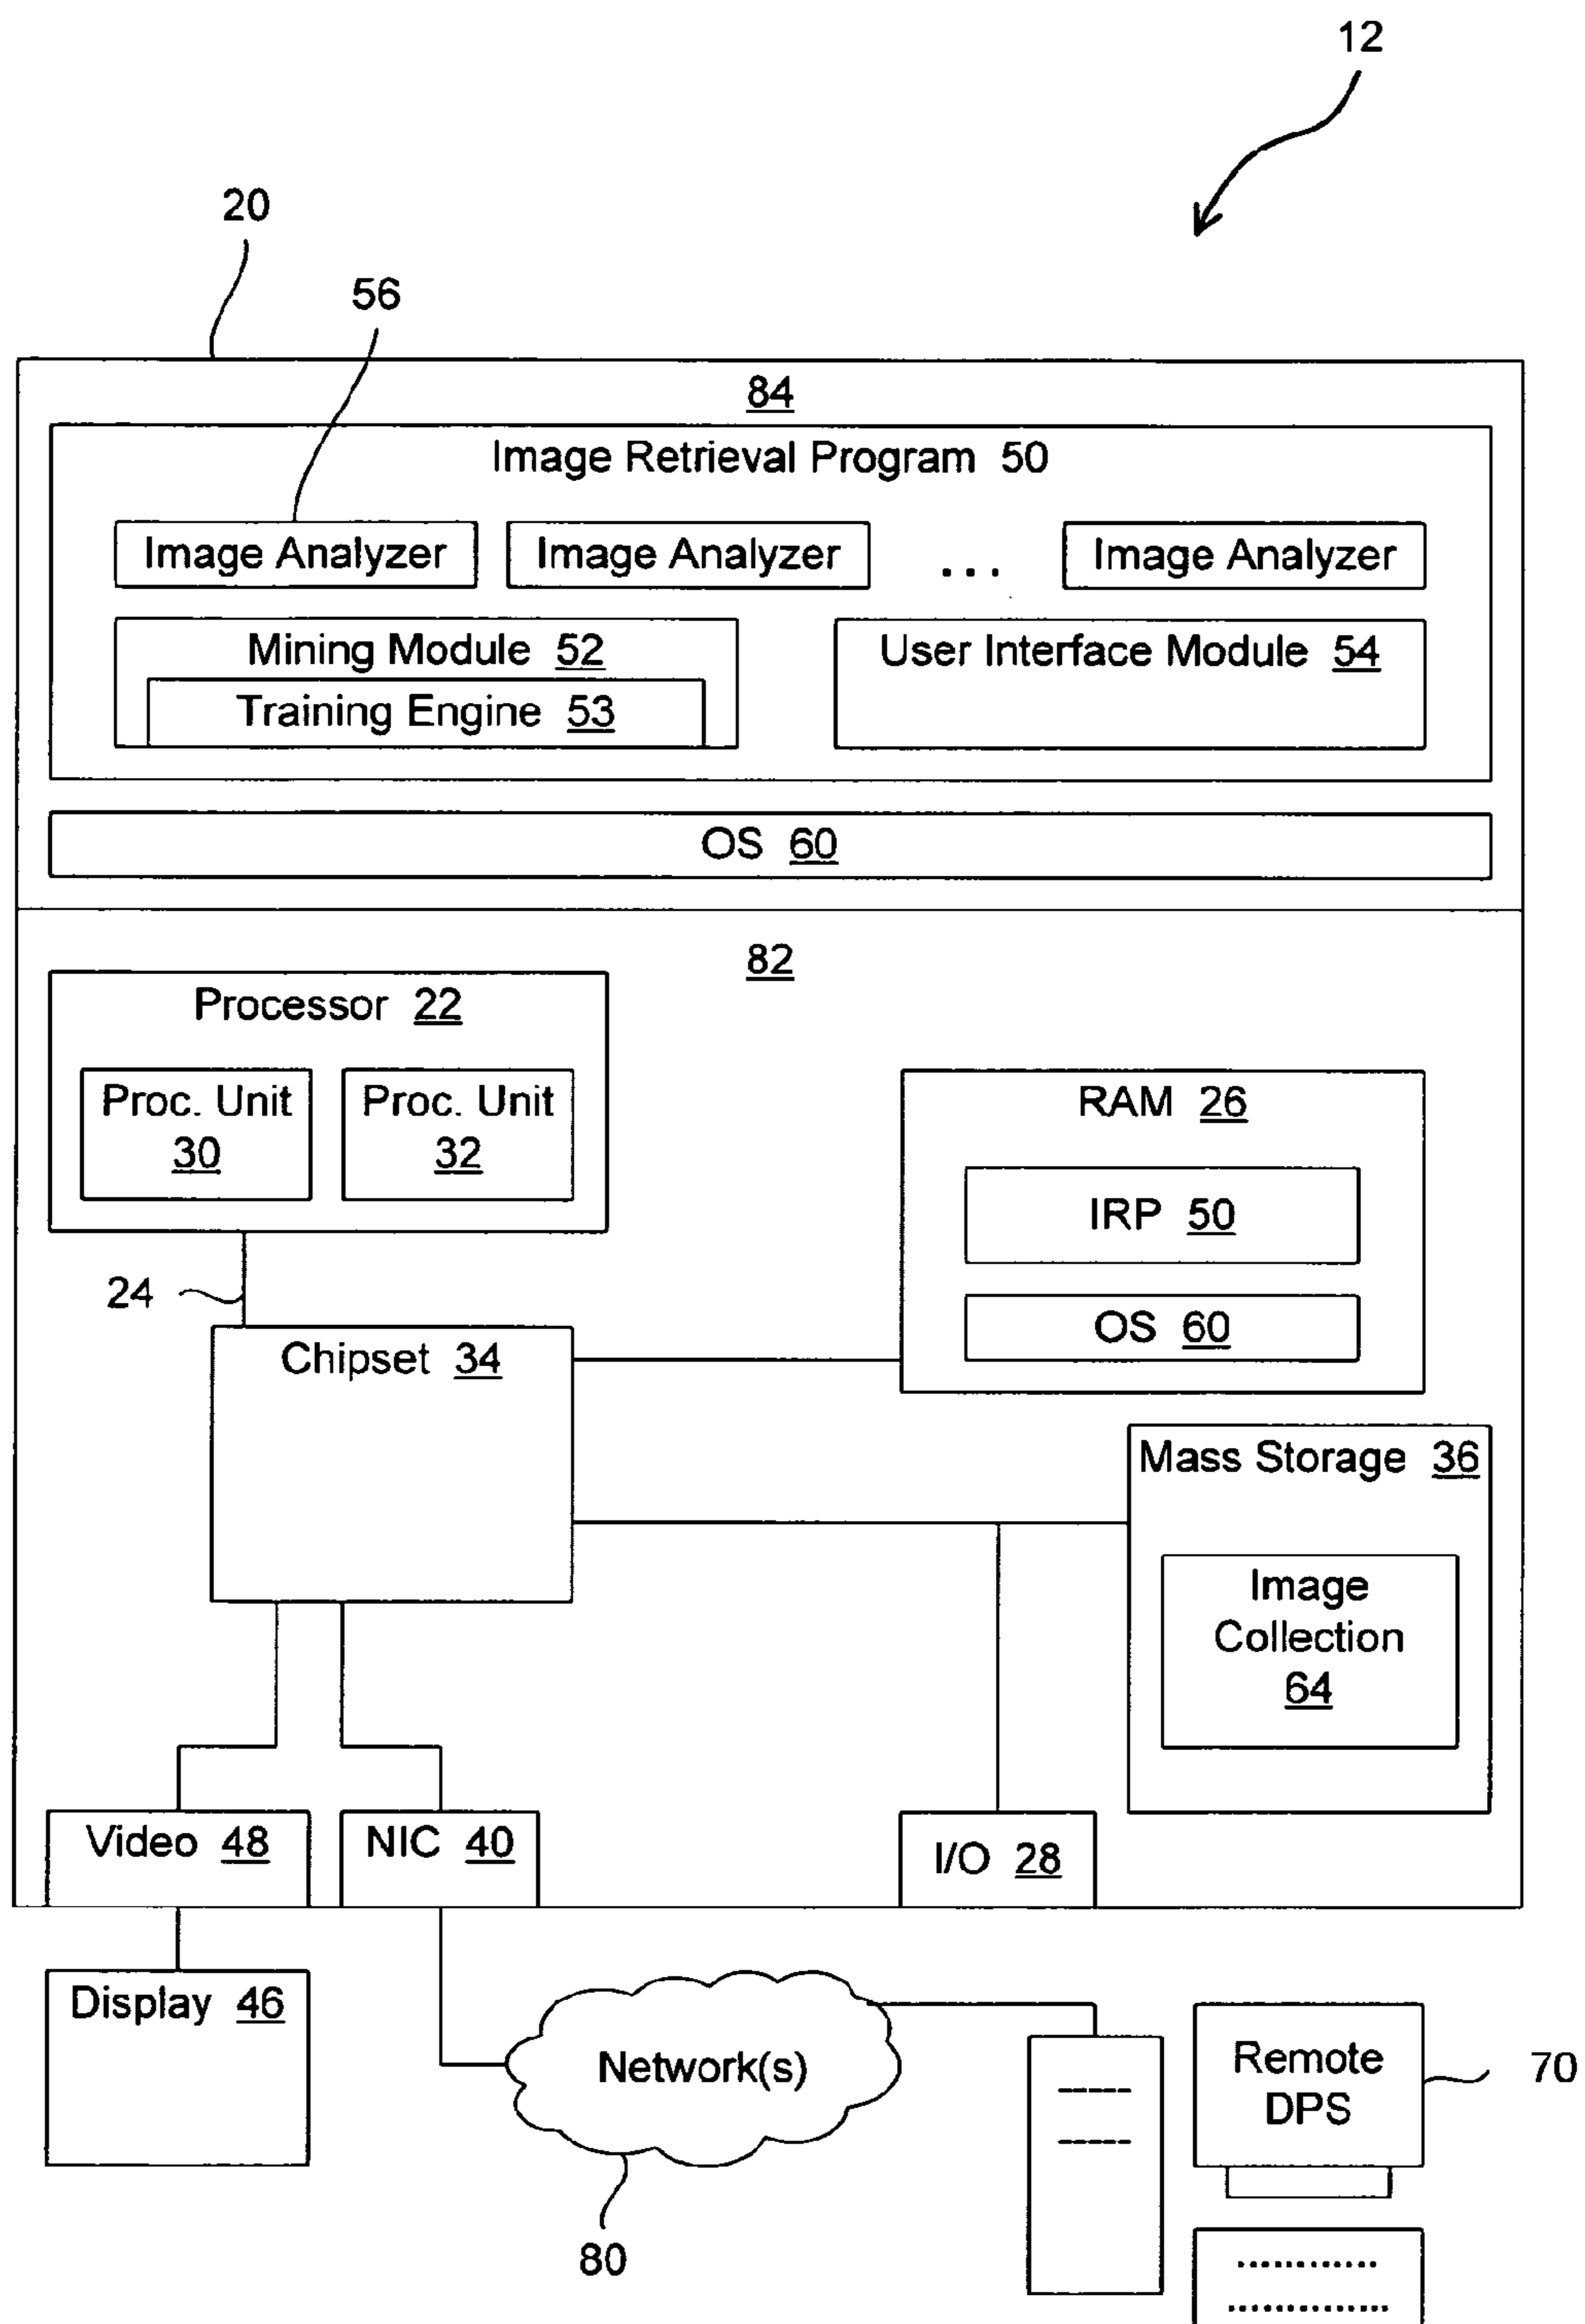 12
20
56
84
Image Retrieval Program 50
Image Analyzer
Image Analyzer
...
Image Analyzer
Mining Module 52
User Interface Module 54
Training Engine 53
OS 60
82
Processor 22
Proc. Unit
30
Proc. Unit
32
RAM 26
IRP 50
OS 60
24
Chipset 34
Mass Storage 36
Image
Collection
64
Video 48
NIC 40
I/O 28
Display 46
Network(s)
Remote
DPS
70
80